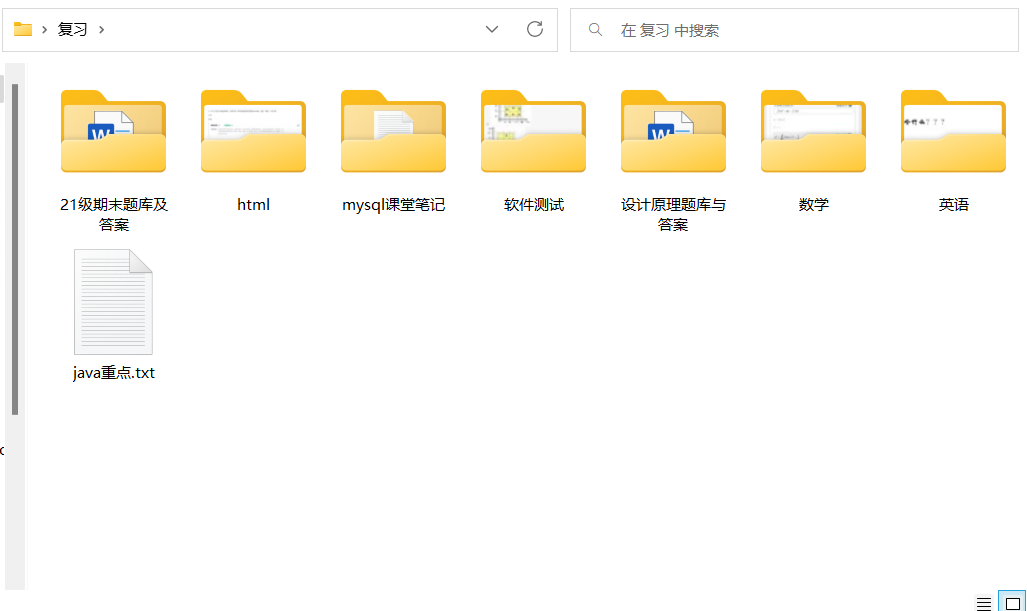 复习
在 复习 中搜索
21级期末题库及
答案
html
mysql课堂笔记
软件测试
设计原理题库与
答案
数学
英语
java重点.txt